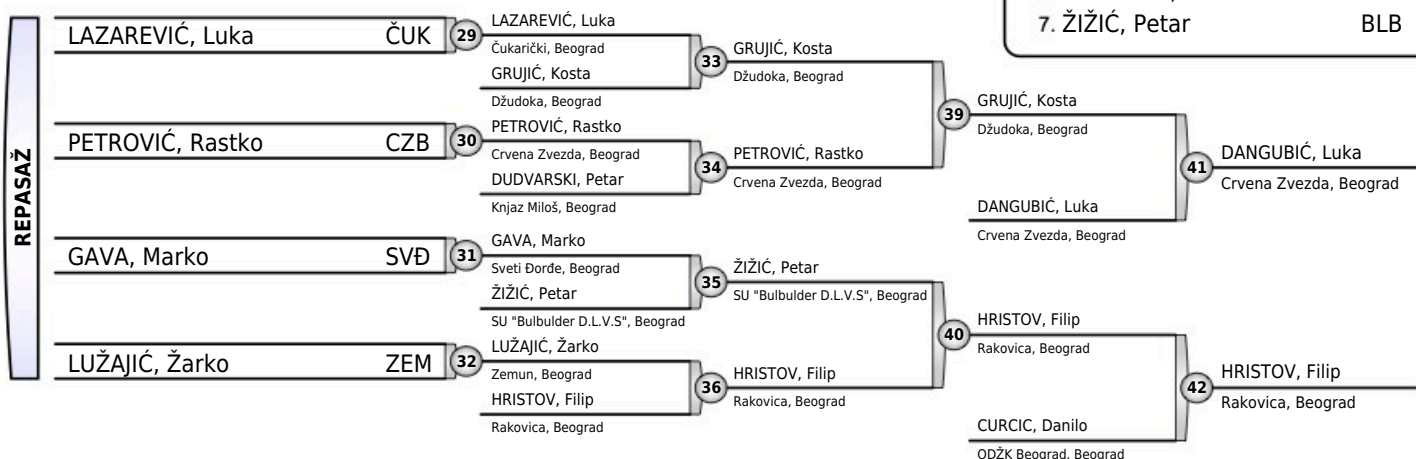 7. ŽIŽIĆ, Petar BLB
REPASAŽ
LAZAREVIĆ, Luka ČUK
PETROVIĆ, Rastko CZB
GAVA, Marko SVĐ
LUŽAJIĆ, Žarko ZEM
29
LAZAREVIĆ, Luka
Čukarički, Beograd
GRUJIĆ, Kosta
Džudoka, Beograd
30
PETROVIĆ, Rastko
Crvena Zvezda, Beograd
DUDVARSKI, Petar
Knjaz Miloš, Beograd
31
GAVA, Marko
Sveti Đorđe, Beograd
ŽIŽIĆ, Petar
SU "Bulbulder D.L.V.S", Beograd
32
LUŽAJIĆ, Žarko
Zemun, Beograd
HRISTOV, Filip
Rakovica, Beograd
33
GRUJIĆ, Kosta
Džudoka, Beograd
34
PETROVIĆ, Rastko
Crvena Zvezda, Beograd
35
ŽIŽIĆ, Petar
SU "Bulbulder D.L.V.S", Beograd
36
HRISTOV, Filip
Rakovica, Beograd
39
GRUJIĆ, Kosta
Džudoka, Beograd
DANGUBIĆ, Luka
Crvena Zvezda, Beograd
40
HRISTOV, Filip
Rakovica, Beograd
CURCIC, Danilo
ODŽK Beograd, Beograd
41
DANGUBIĆ, Luka
Crvena Zvezda, Beograd
42
HRISTOV, Filip
Rakovica, Beograd